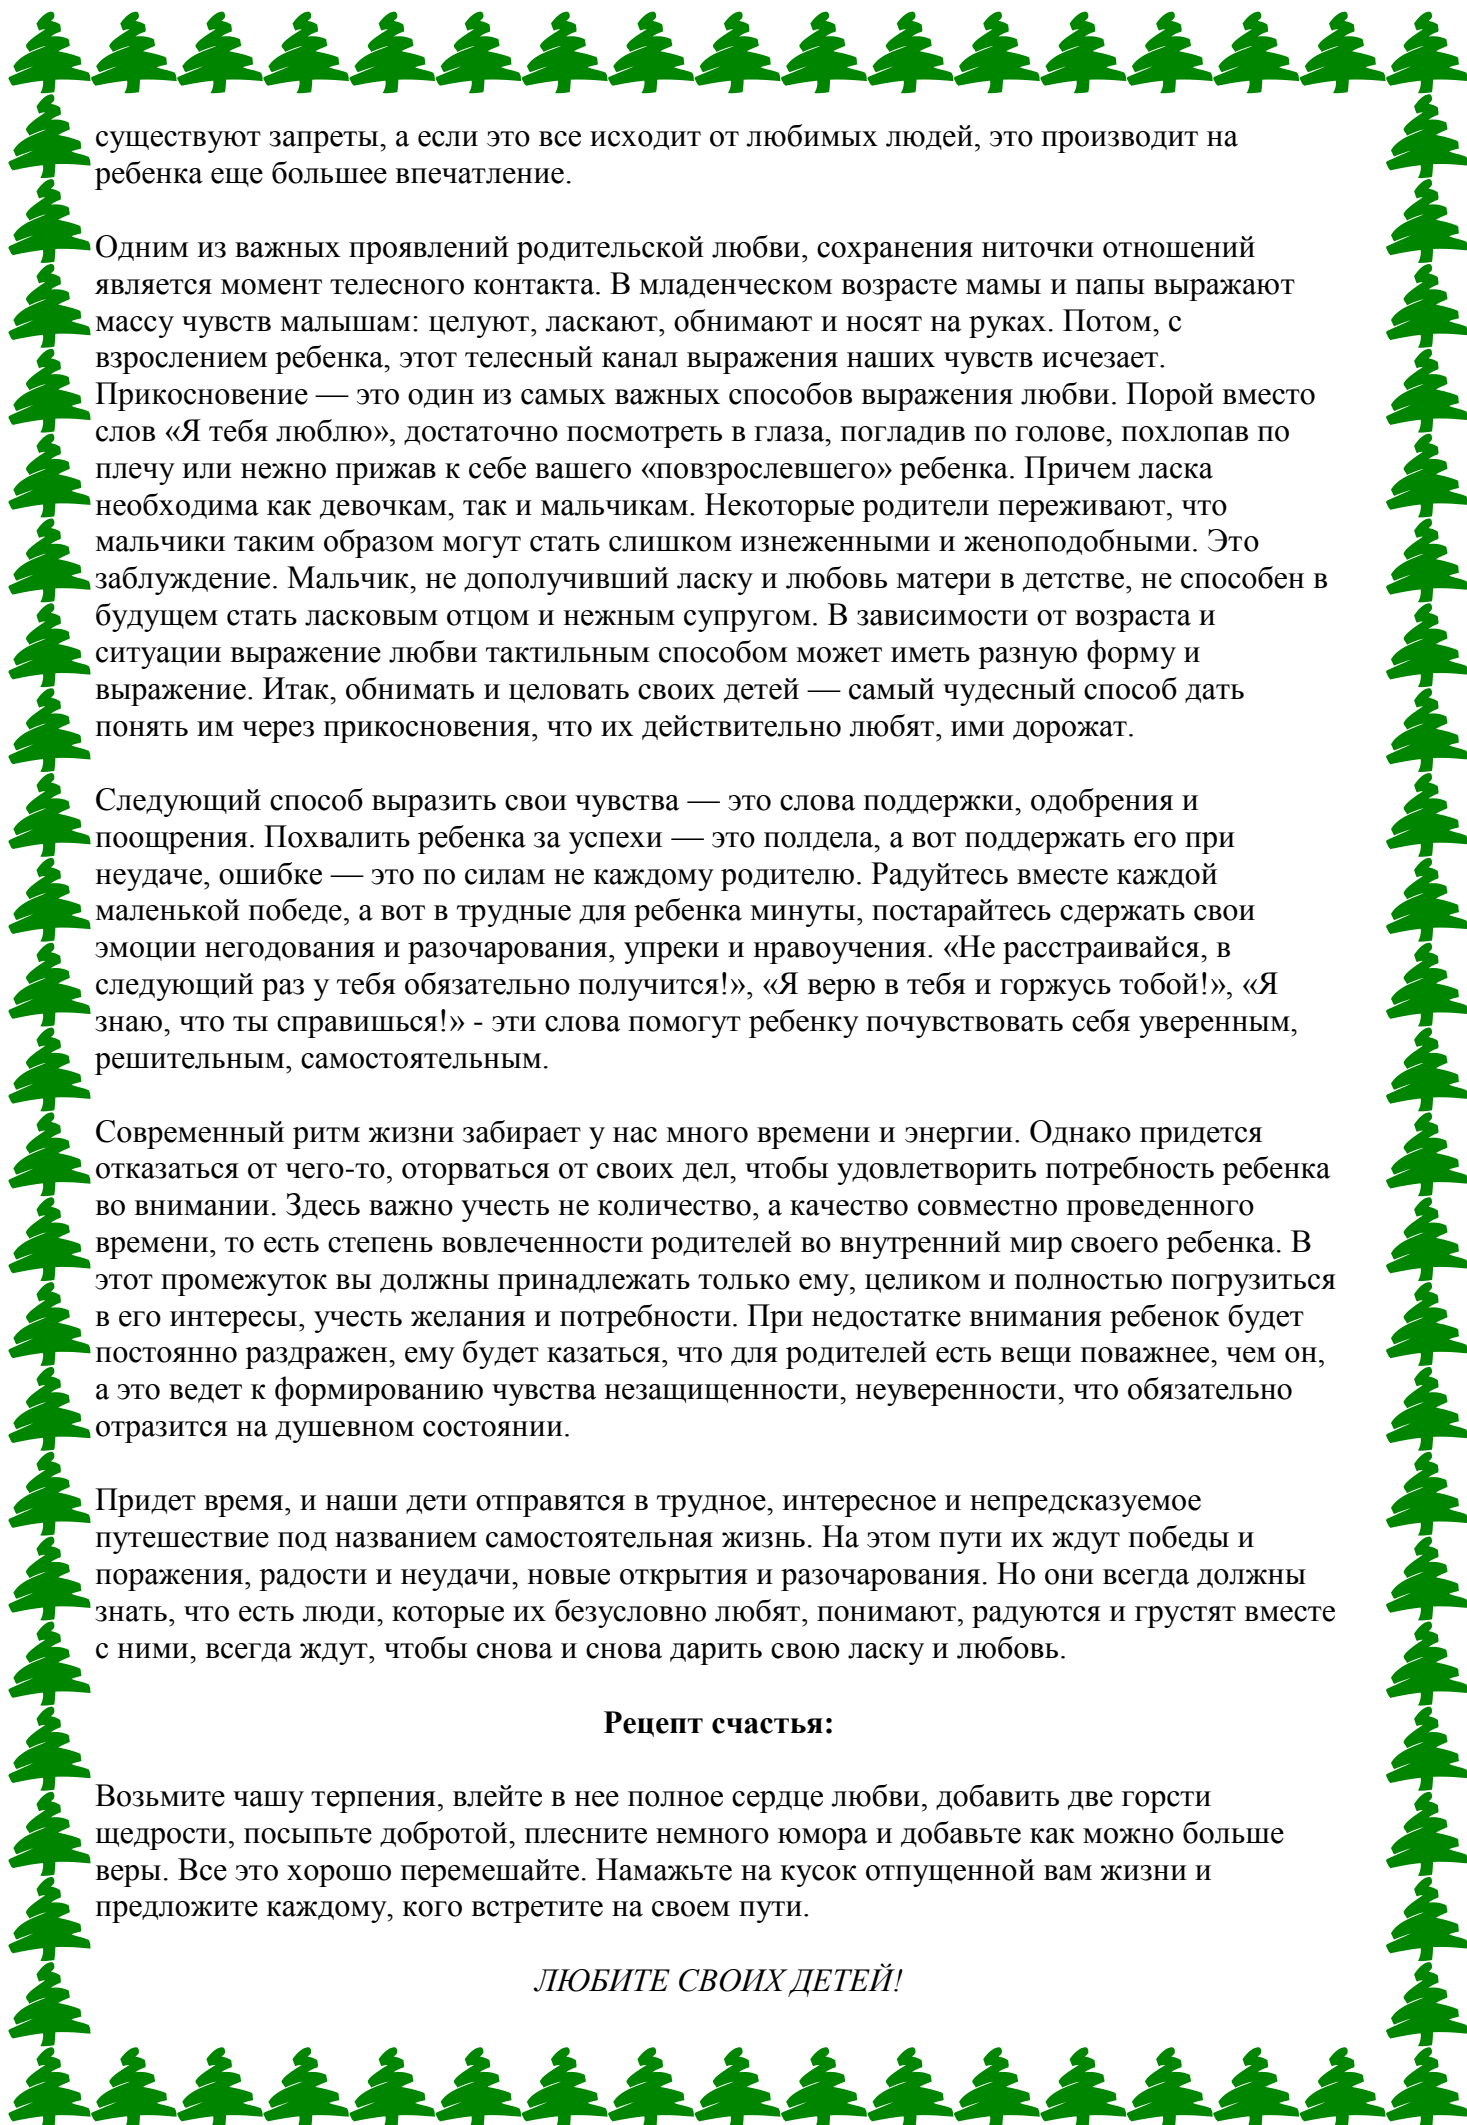 существуют запреты, а если это все исходит от любимых людей, это производит на
ребенка еще большее впечатление.
Одним из важных проявлений родительской любви, сохранения ниточки отношений
является момент телесного контакта. В младенческом возрасте мамы и папы выражают
массу чувств малышам: целуют, ласкают, обнимают и носят на руках. Потом, с
взрослением ребенка, этот телесный канал выражения наших чувств исчезает.
Прикосновение — это один из самых важных способов выражения любви. Порой вместо
слов «Я тебя люблю», достаточно посмотреть в глаза, погладив по голове, похлопав по
плечу или нежно прижав к себе вашего «повзрослевшего» ребенка. Причем ласка
необходима как девочкам, так и мальчикам. Некоторые родители переживают, что
мальчики таким образом могут стать слишком изнеженными и женоподобными. Это
заблуждение. Мальчик, не дополучивший ласку и любовь матери в детстве, не способен в
будущем стать ласковым отцом и нежным супругом. В зависимости от возраста и
ситуации выражение любви тактильным способом может иметь разную форму и
выражение. Итак, обнимать и целовать своих детей — самый чудесный способ дать
понять им через прикосновения, что их действительно любят, ими дорожат.
Следующий способ выразить свои чувства — это слова поддержки, одобрения и
поощрения. Похвалить ребенка за успехи — это полдела, а вот поддержать его при
неудаче, ошибке — это по силам не каждому родителю. Радуйтесь вместе каждой
маленькой победе, а вот в трудные для ребенка минуты, постарайтесь сдержать свои
эмоции негодования и разочарования, упреки и нравоучения. «Не расстраивайся, в
следующий раз у тебя обязательно получится!», «Я верю в тебя и горжусь тобой!», «Я
знаю, что ты справишься!» - эти слова помогут ребенку почувствовать себя уверенным,
решительным, самостоятельным.
Современный ритм жизни забирает у нас много времени и энергии. Однако придется
отказаться от чего-то, оторваться от своих дел, чтобы удовлетворить потребность ребенка
во внимании. Здесь важно учесть не количество, а качество совместно проведенного
времени, то есть степень вовлеченности родителей во внутренний мир своего ребенка. В
этот промежуток вы должны принадлежать только ему, целиком и полностью погрузиться
в его интересы, учесть желания и потребности. При недостатке внимания ребенок будет
постоянно раздражен, ему будет казаться, что для родителей есть вещи поважнее, чем он,
а это ведет к формированию чувства незащищенности, неуверенности, что обязательно
отразится на душевном состоянии.
Придет время, и наши дети отправятся в трудное, интересное и непредсказуемое
путешествие под названием самостоятельная жизнь. На этом пути их ждут победы и
поражения, радости и неудачи, новые открытия и разочарования. Но они всегда должны
знать, что есть люди, которые их безусловно любят, понимают, радуются и грустят вместе
с ними, всегда ждут, чтобы снова и снова дарить свою ласку и любовь.
Рецепт счастья:
Возьмите чашу терпения, влейте в нее полное сердце любви, добавить две горсти
щедрости, посыпьте добротой, плесните немного юмора и добавьте как можно больше
веры. Все это хорошо перемешайте. Намажьте на кусок отпущенной вам жизни и
предложите каждому, кого встретите на своем пути.
ЛЮБИТЕ СВОИХ ДЕТЕЙ!